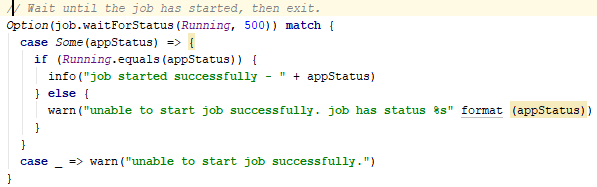 // Wait until the job has started, then exit.
Option(job.waitForStatus(Running, 500)) match {
  case Some(appStatus) => {
    if (Running.equals(appStatus)) {
      info("job started successfully - " + appStatus)
    } else {
      warn("unable to start job successfully. job has status %s" format (appStatus))
    }
  }
  case _ => warn("unable to start job successfully.")
}